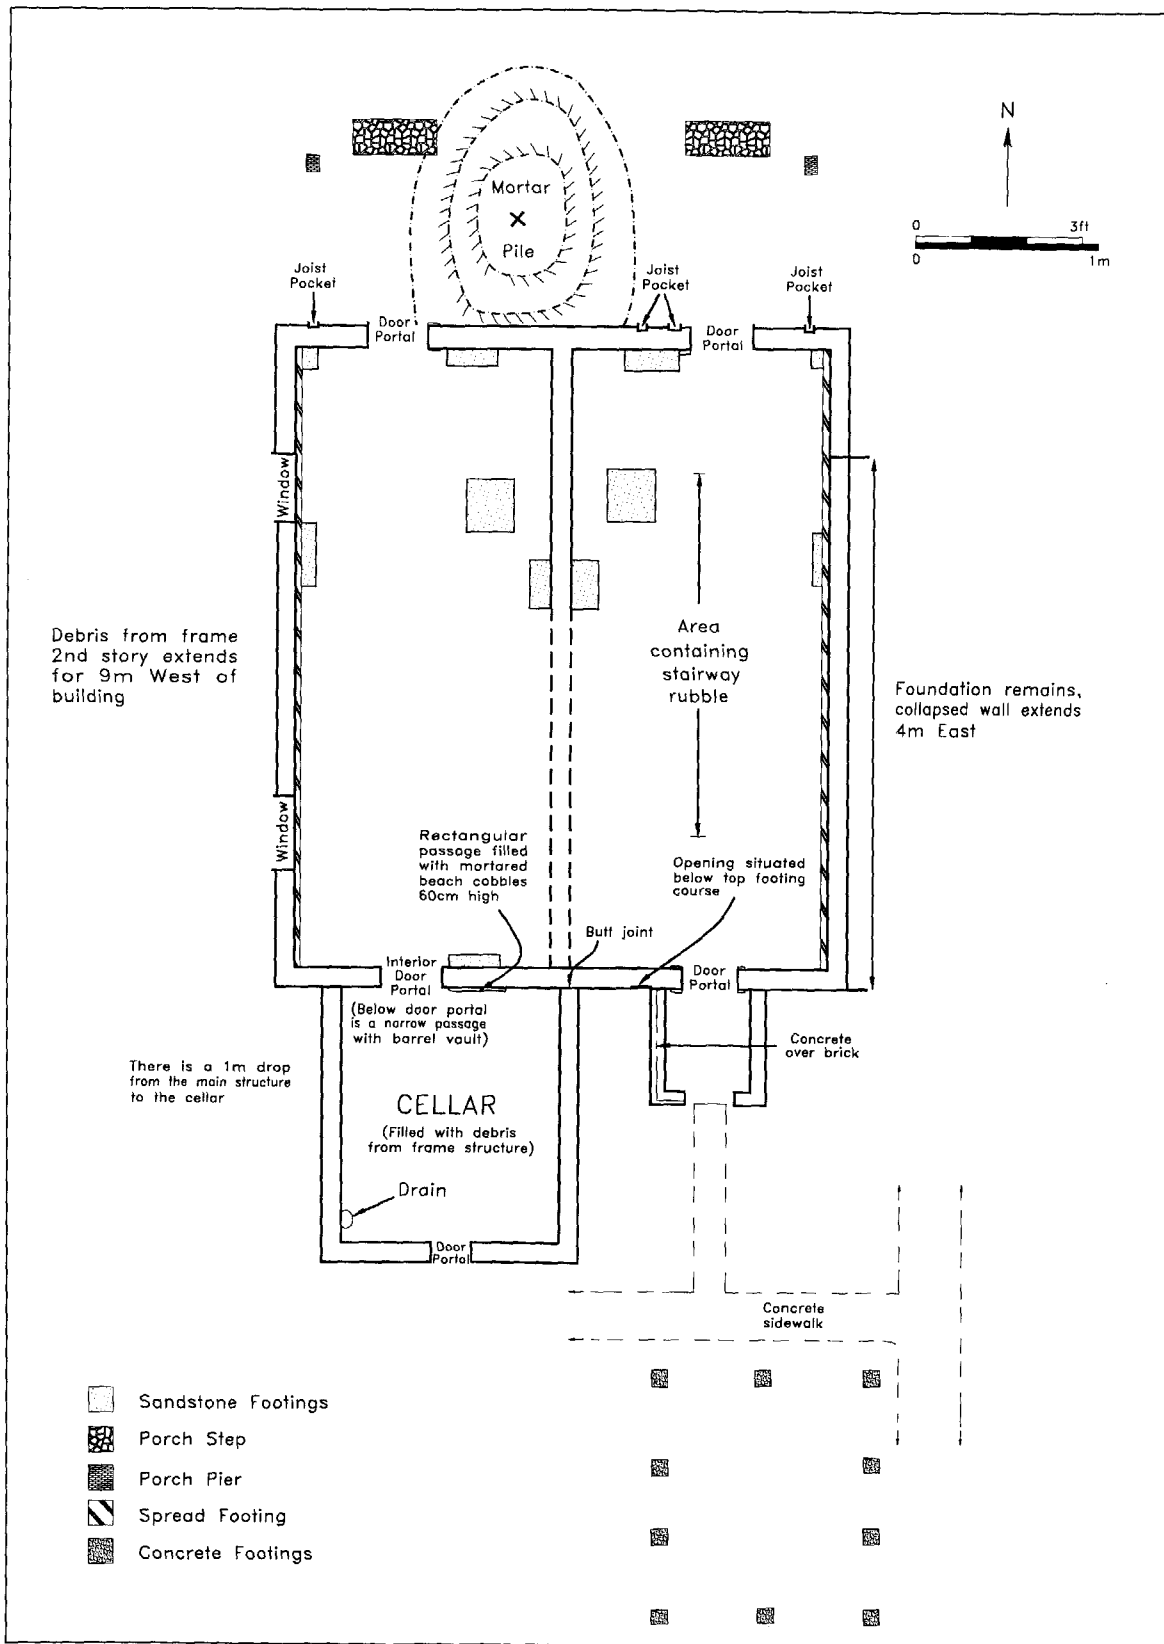 N
0 3ft
0 1m
Mortar
Pile
Joist
Pocket
Joist
Pocket
Joist
Pocket
Door
Portal
Door
Portal
Window
Debris from frame
2nd story extends
for 9m West of
building
Area
containing
stairway
rubble
Foundation remains,
collapsed wall extends
4m East
Window
Rectangular
passage filled
with mortared
beach cobbles
60cm high
Opening situated
below top footing
course
Butt joint
Interior
Door
Portal
Door
Portal
(Below door portal
is a narrow passage
with barrel vault)
Concrete
over brick
There is a 1m drop
from the main structure
to the cellar
CELLAR
(Filled with debris
from frame structure)
Drain
Door
Portal
Concrete
sidewalk
Sandstone Footings
Porch Step
Porch Pier
Spread Footing
Concrete Footings